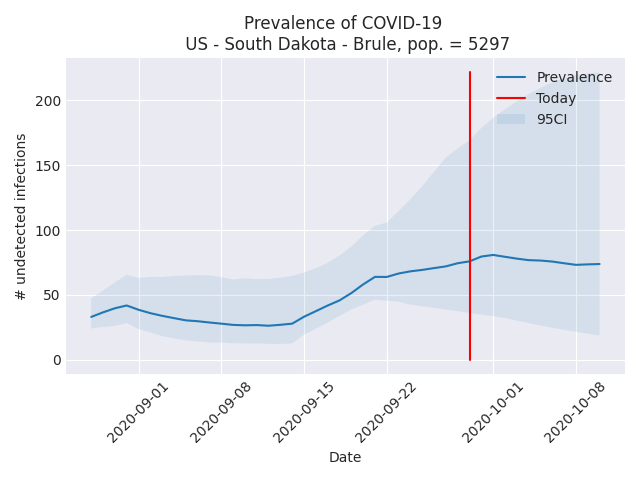 Prevalence of COVID-19
US - South Dakota - Brule, pop. = 5297
Prevalence
Today
95CI
# undetected infections
200
150
100
50
0
2020-09-01
2020-09-08
2020-09-15
2020-09-22
2020-10-01
2020-10-08
Date